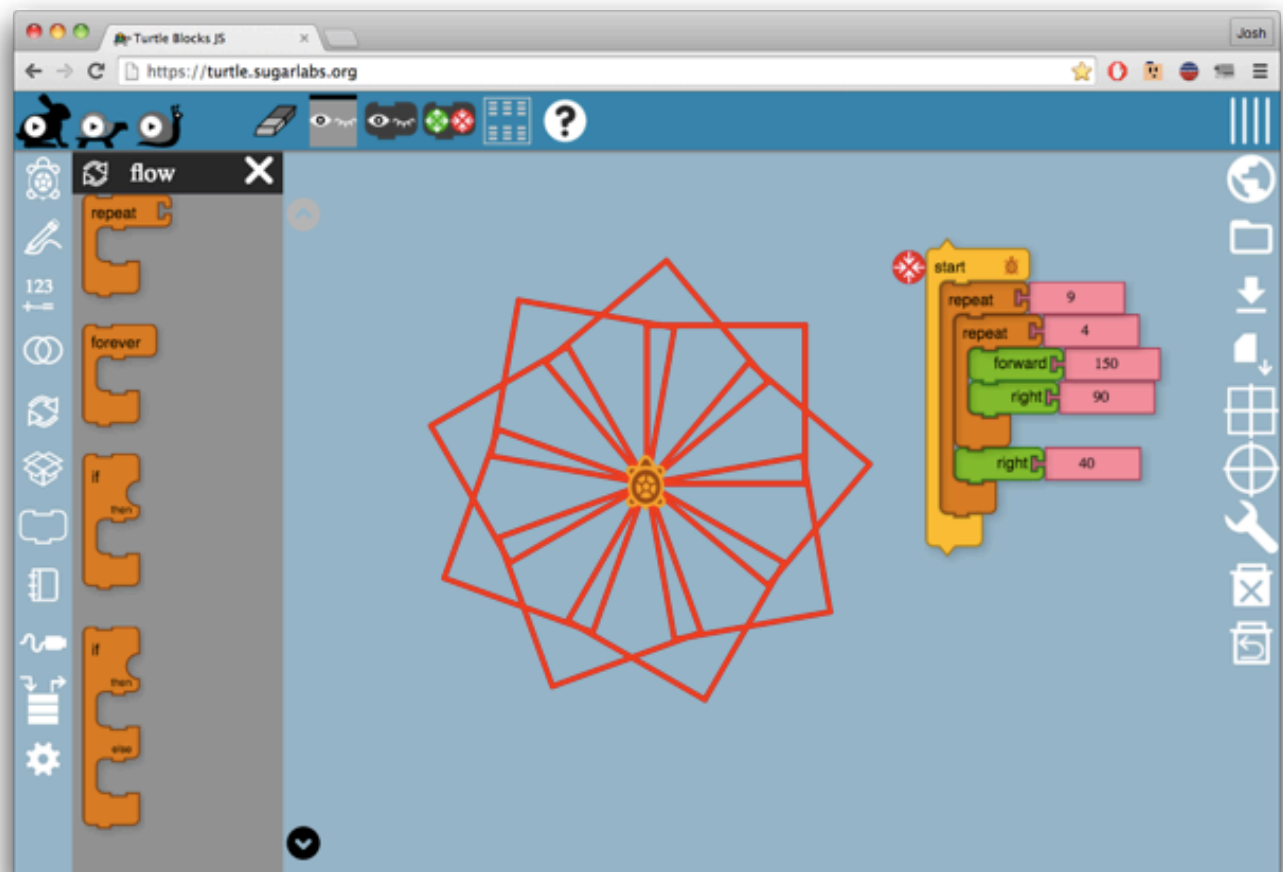 Turtle Blocks JS
Josh
https://turtle.sugarlabs.org
?
flow
123
+-=
repeat
forever
if
then
if
then
else
start
repeat 9
repeat 4
forward 150
right 90
right 40